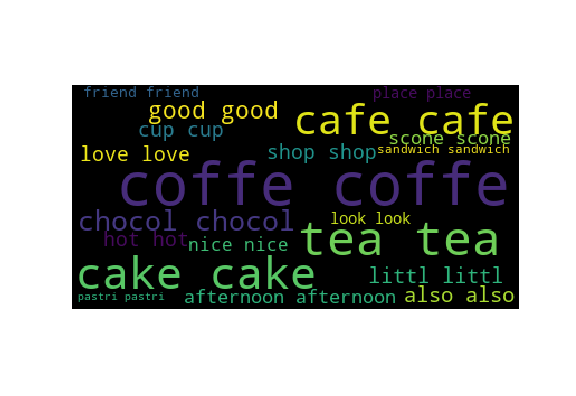 friend friend
place place
good good
cafe cafe
cup cup
scone scone
love love
shop shop
sandwich sandwich
coffe coffe
chocol chocol
look look
hot hot
nice nice
tea tea
cake cake
littl littl
pastri pastri
afternoon afternoon
also also